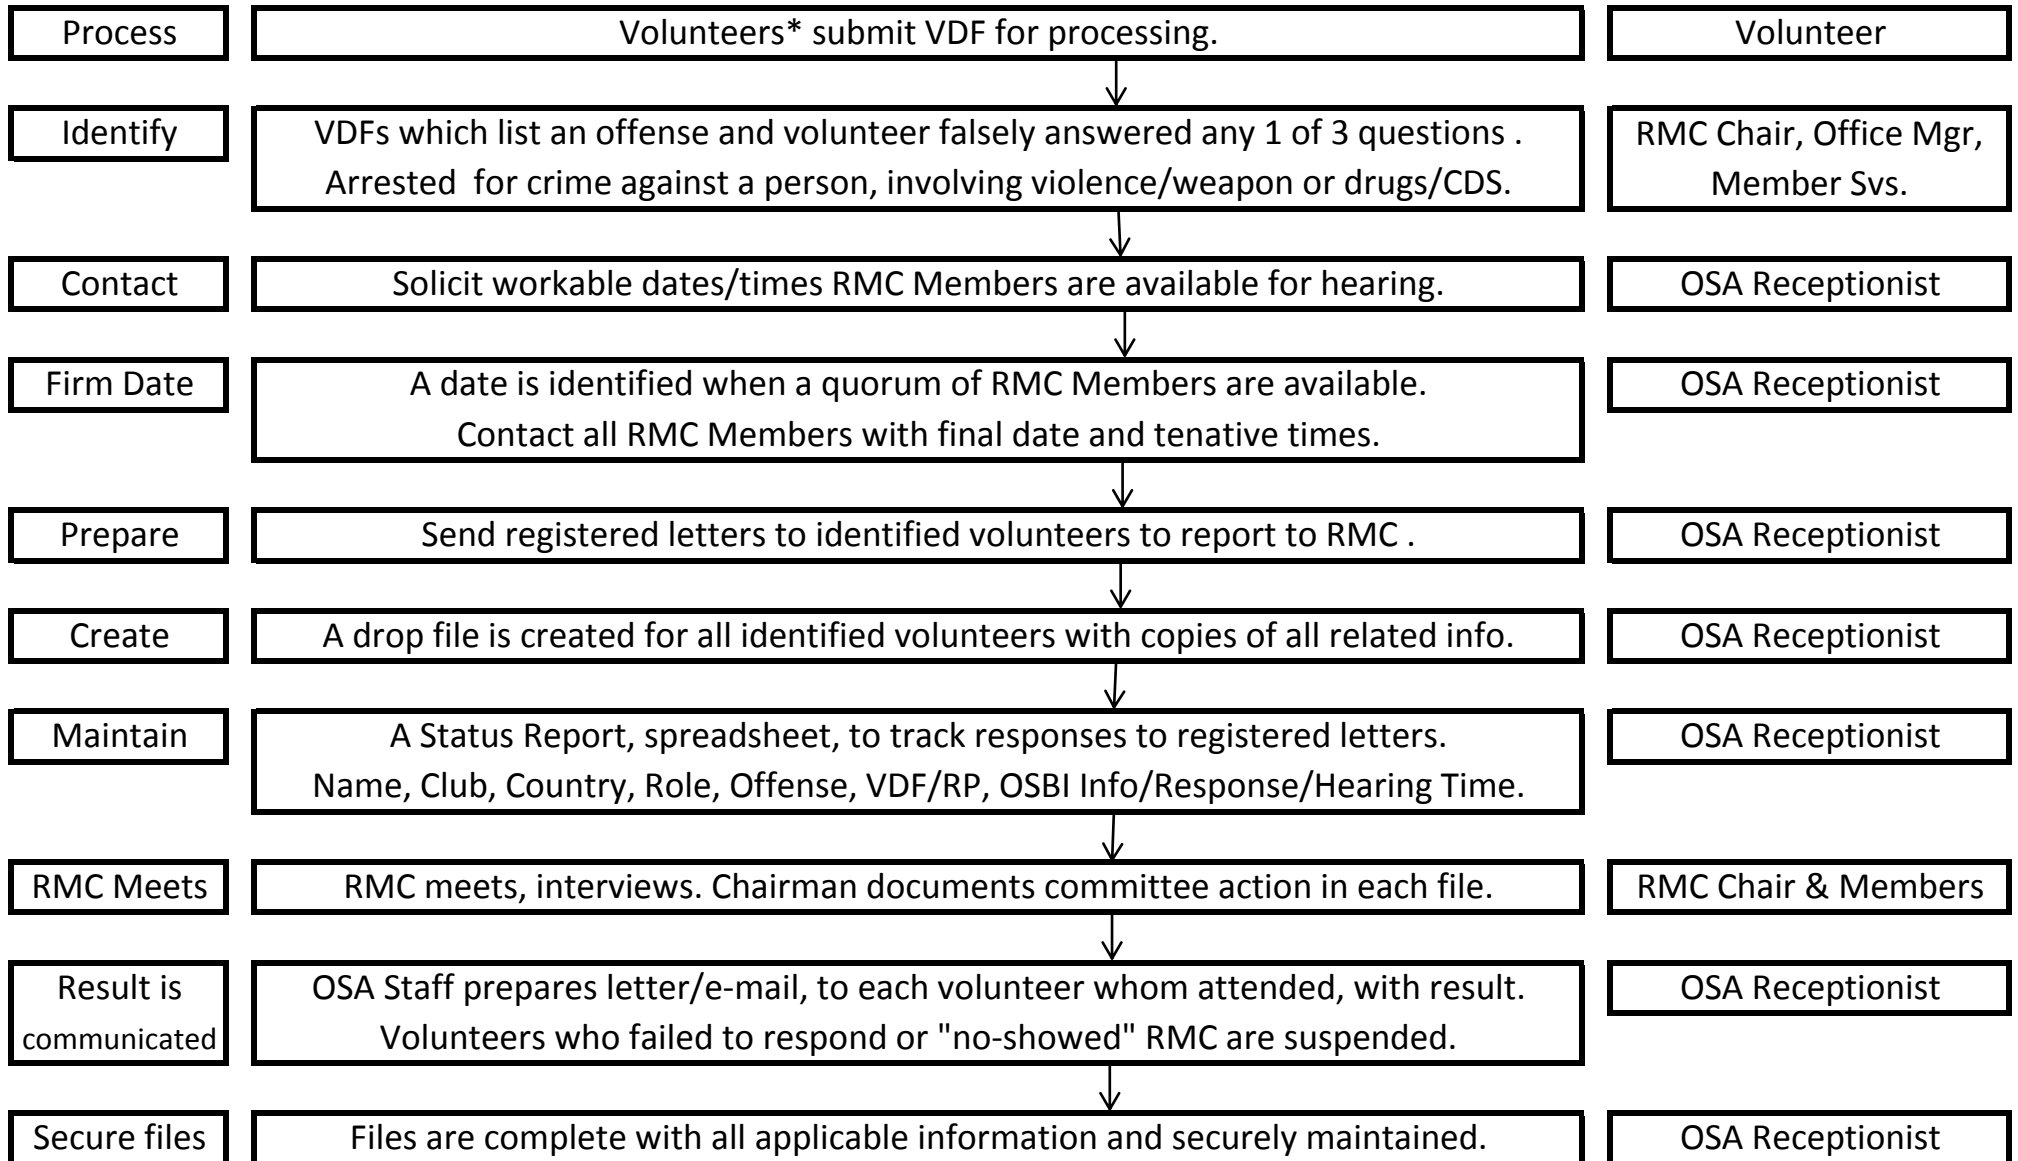 Process Volunteers* submit VDF for processing. Volunteer
Identify VDFs which list an offense and volunteer falsely answered any 1 of 3 questions . RMC Chair, Office Mgr,
Arrested for crime against a person, involving violence/weapon or drugs/CDS. Member Svs.
Contact Solicit workable dates/times RMC Members are available for hearing. OSA Receptionist
Firm Date A date is identified when a quorum of RMC Members are available. OSA Receptionist
Contact all RMC Members with final date and tenative times.
Prepare Send registered letters to identified volunteers to report to RMC . OSA Receptionist
Create A drop file is created for all identified volunteers with copies of all related info. OSA Receptionist
Maintain A Status Report, spreadsheet, to track responses to registered letters. OSA Receptionist
Name, Club, Country, Role, Offense, VDF/RP, OSBI Info/Response/Hearing Time.
RMC Meets RMC meets, interviews. Chairman documents committee action in each file. RMC Chair & Members
Result is OSA Staff prepares letter/e-mail, to each volunteer whom attended, with result. OSA Receptionist
communicated Volunteers who failed to respond or "no-showed" RMC are suspended.
Secure files Files are complete with all applicable information and securely maintained. OSA Receptionist